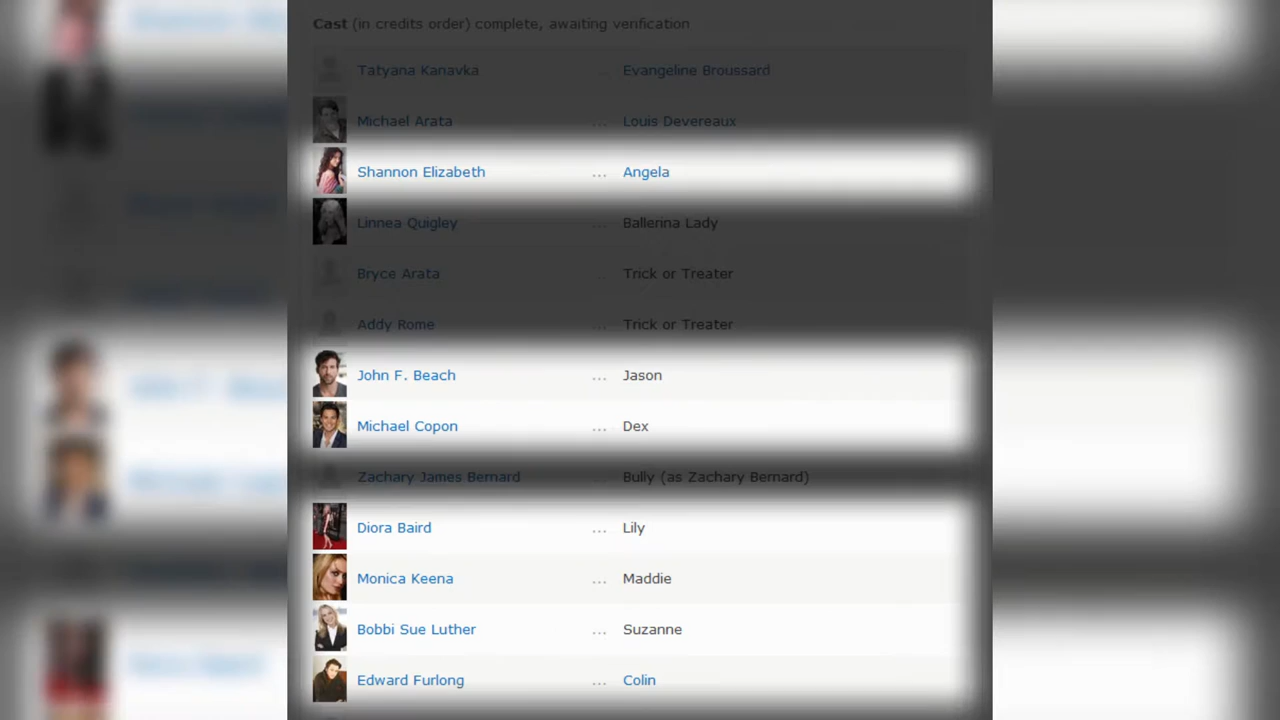 Cast (in credits order) complete, awaiting verification
Tatyana Kanavka ... Evangeline Broussard
Michael Arata ... Louis Devereaux
Shannon Elizabeth ... Angela
Linnea Quigley ... Ballerina Lady
Bryce Arata ... Trick or Treater
Addy Rome ... Trick or Treater
John F. Beach ... Jason
Michael Copon ... Dex
Zachary James Bernard ... Bully (as Zachary Bernard)
Diora Baird ... Lily
Monica Keena ... Maddie
Bobbi Sue Luther ... Suzanne
Edward Furlong ... Colin